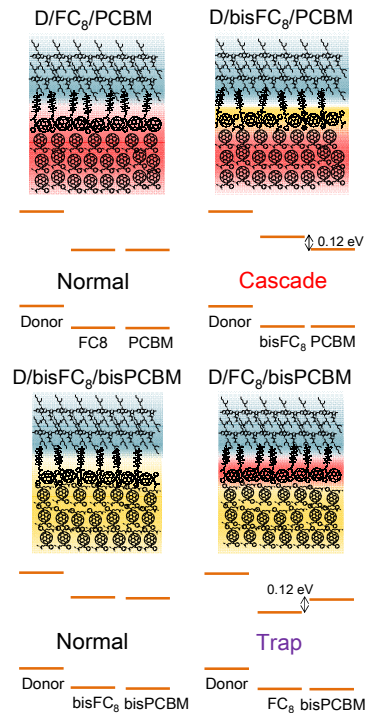 D/FC₈/PCBM
D/bisFC₈/PCBM
0.12 eV
Normal
Cascade
Donor
FC8
PCBM
Donor
bisFC₈
PCBM
D/bisFC₈/bisPCBM
D/FC₈/bisPCBM
0.12 eV
Normal
Trap
Donor
bisFC₈
bisPCBM
Donor
FC₈
bisPCBM